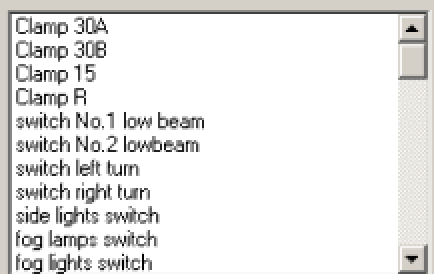 Clamp 30A
Clamp 30B
Clamp 15
Clamp R
switch No.1 low beam
switch No.2 lowbeam
switch left turn
switch right turn
side lights switch
fog lamps switch
fog lights switch